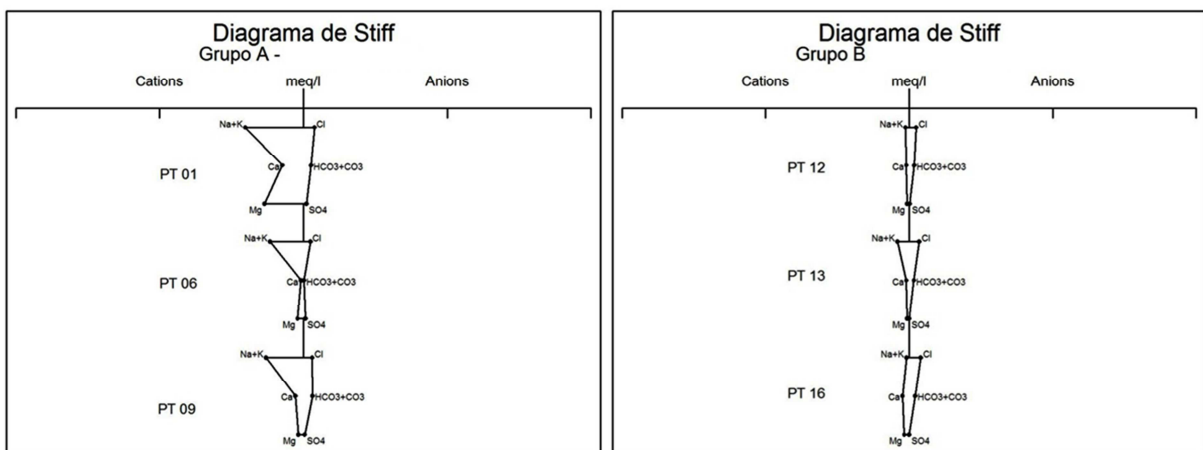 Diagrama de Stiff
Grupo A -
Cations meq/l Anions
Na+K Cl
Ca HCO3+CO3
PT 01
Mg SO4
Na+K Cl
Ca HCO3+CO3
PT 06
Mg SO4
Na+K Cl
Ca HCO3+CO3
PT 09
Mg SO4
Diagrama de Stiff
Grupo B
Cations meq/l Anions
Na+K Cl
Ca HCO3+CO3
PT 12
Mg SO4
Na+K Cl
Ca HCO3+CO3
PT 13
Mg SO4
Na+K Cl
Ca HCO3+CO3
PT 16
Mg SO4